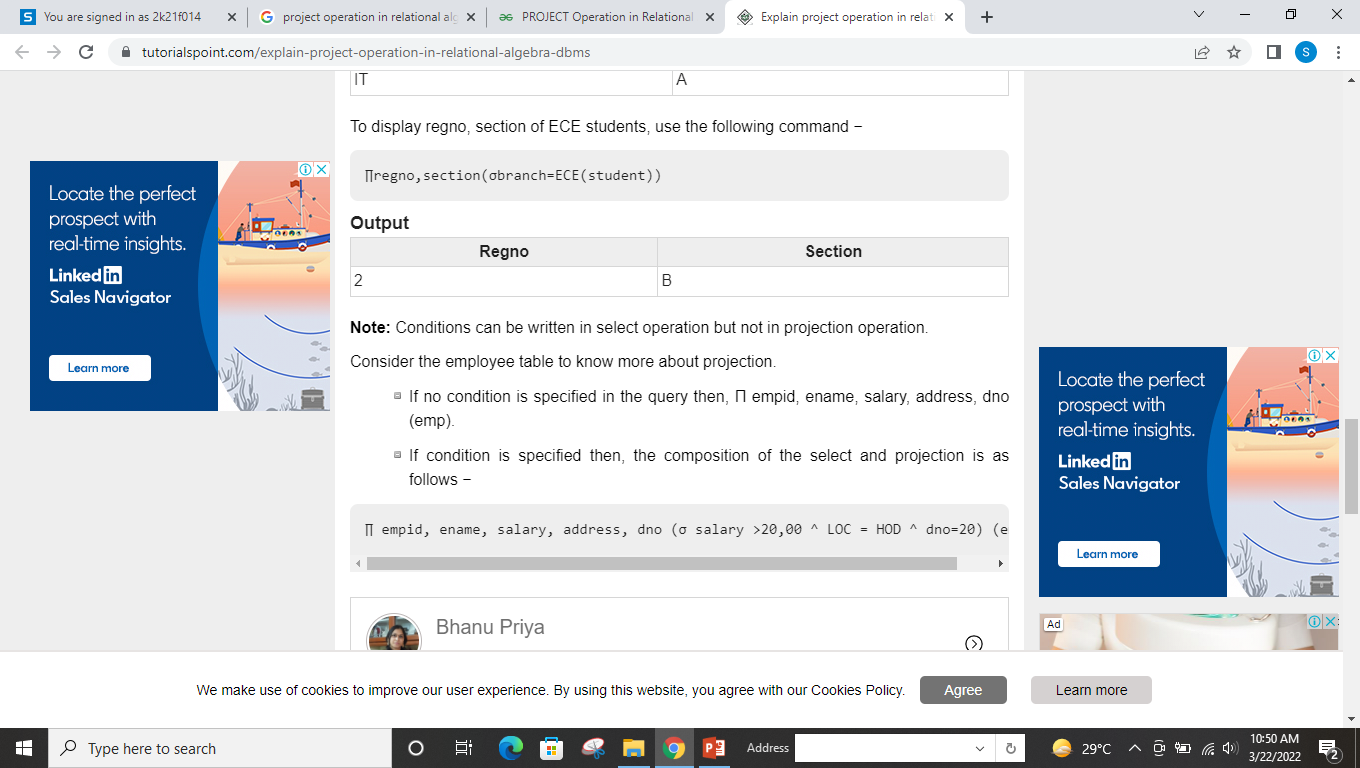 You are signed in as 2k21f014
project operation in relational alg
PROJECT Operation in Relational
Explain project operation in relati
tutorialspoint.com/explain-project-operation-in-relational-algebra-dbms
S
IT A
To display regno, section of ECE students, use the following command −
∏regno,section(σbranch=ECE(student))
Output
Regno Section
2 B
Note: Conditions can be written in select operation but not in projection operation.
Consider the employee table to know more about projection.
If no condition is specified in the query then, Π empid, ename, salary, address, dno
(emp).
If condition is specified then, the composition of the select and projection is as
follows −
∏ empid, ename, salary, address, dno (σ salary >20,00 ^ LOC = HOD ^ dno=20) (e
Bhanu Priya
Locate the perfect
prospect with
real-time insights.
Linked in
Sales Navigator
Learn more
Locate the perfect
prospect with
real-time insights.
Linked in
Sales Navigator
Learn more
Ad
We make use of cookies to improve our user experience. By using this website, you agree with our Cookies Policy.
Agree
Learn more
Type here to search
Address
29°C
10:50 AM
3/22/2022
2